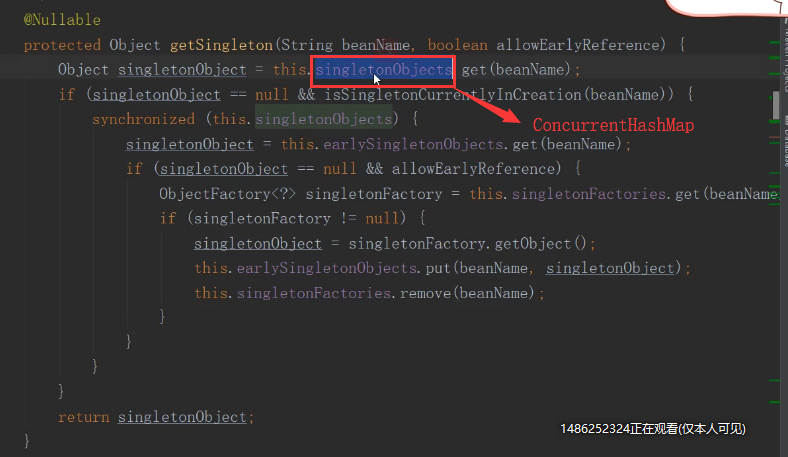 @Nullable
protected Object getSingleton(String beanName, boolean allowEarlyReference) {
Object singletonObject = this.singletonObjects.get(beanName);
if (singletonObject == null && isSingletonCurrentlyInCreation(beanName)) {
synchronized (this.singletonObjects) {
ConcurrentHashMap
singletonObject = this.earlySingletonObjects.get(beanName);
if (singletonObject == null && allowEarlyReference) {
ObjectFactory<?> singletonFactory = this.singletonFactories.get(beanName
if (singletonFactory != null) {
singletonObject = singletonFactory.getObject();
this.earlySingletonObjects.put(beanName, singletonObject);
this.singletonFactories.remove(beanName);
}
}
}
}
return singletonObject;
}
1486252324正在观看(仅本人可见)
Database